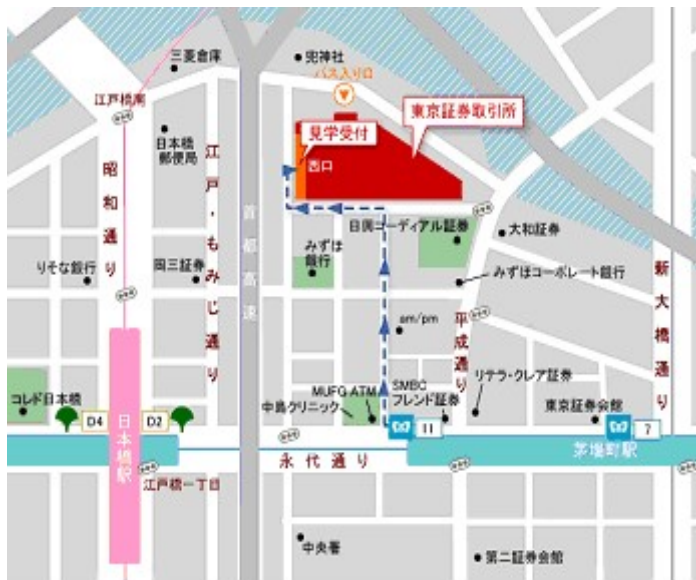 三菱倉庫
兜神社
バス入り口
江戸橋南
東京証券取引所
見学受付
西口
日本橋
郵便局
昭和通り
江戸・もみじ通り
首都高速
日興コーディアル証券
大和証券
みずほ
銀行
りそな銀行
岡三証券
みずほコーポレート銀行
新大橋通り
am/pm
平成通り
MUFG ATM
SMBC
フレンド証券
リテラ・クレア証券
コレド日本橋
中島クリニック
東京証券会館
D4
D2
11
7
日本橋駅
茅場町駅
永代通り
江戸橋一丁目
中央署
第二証券会館